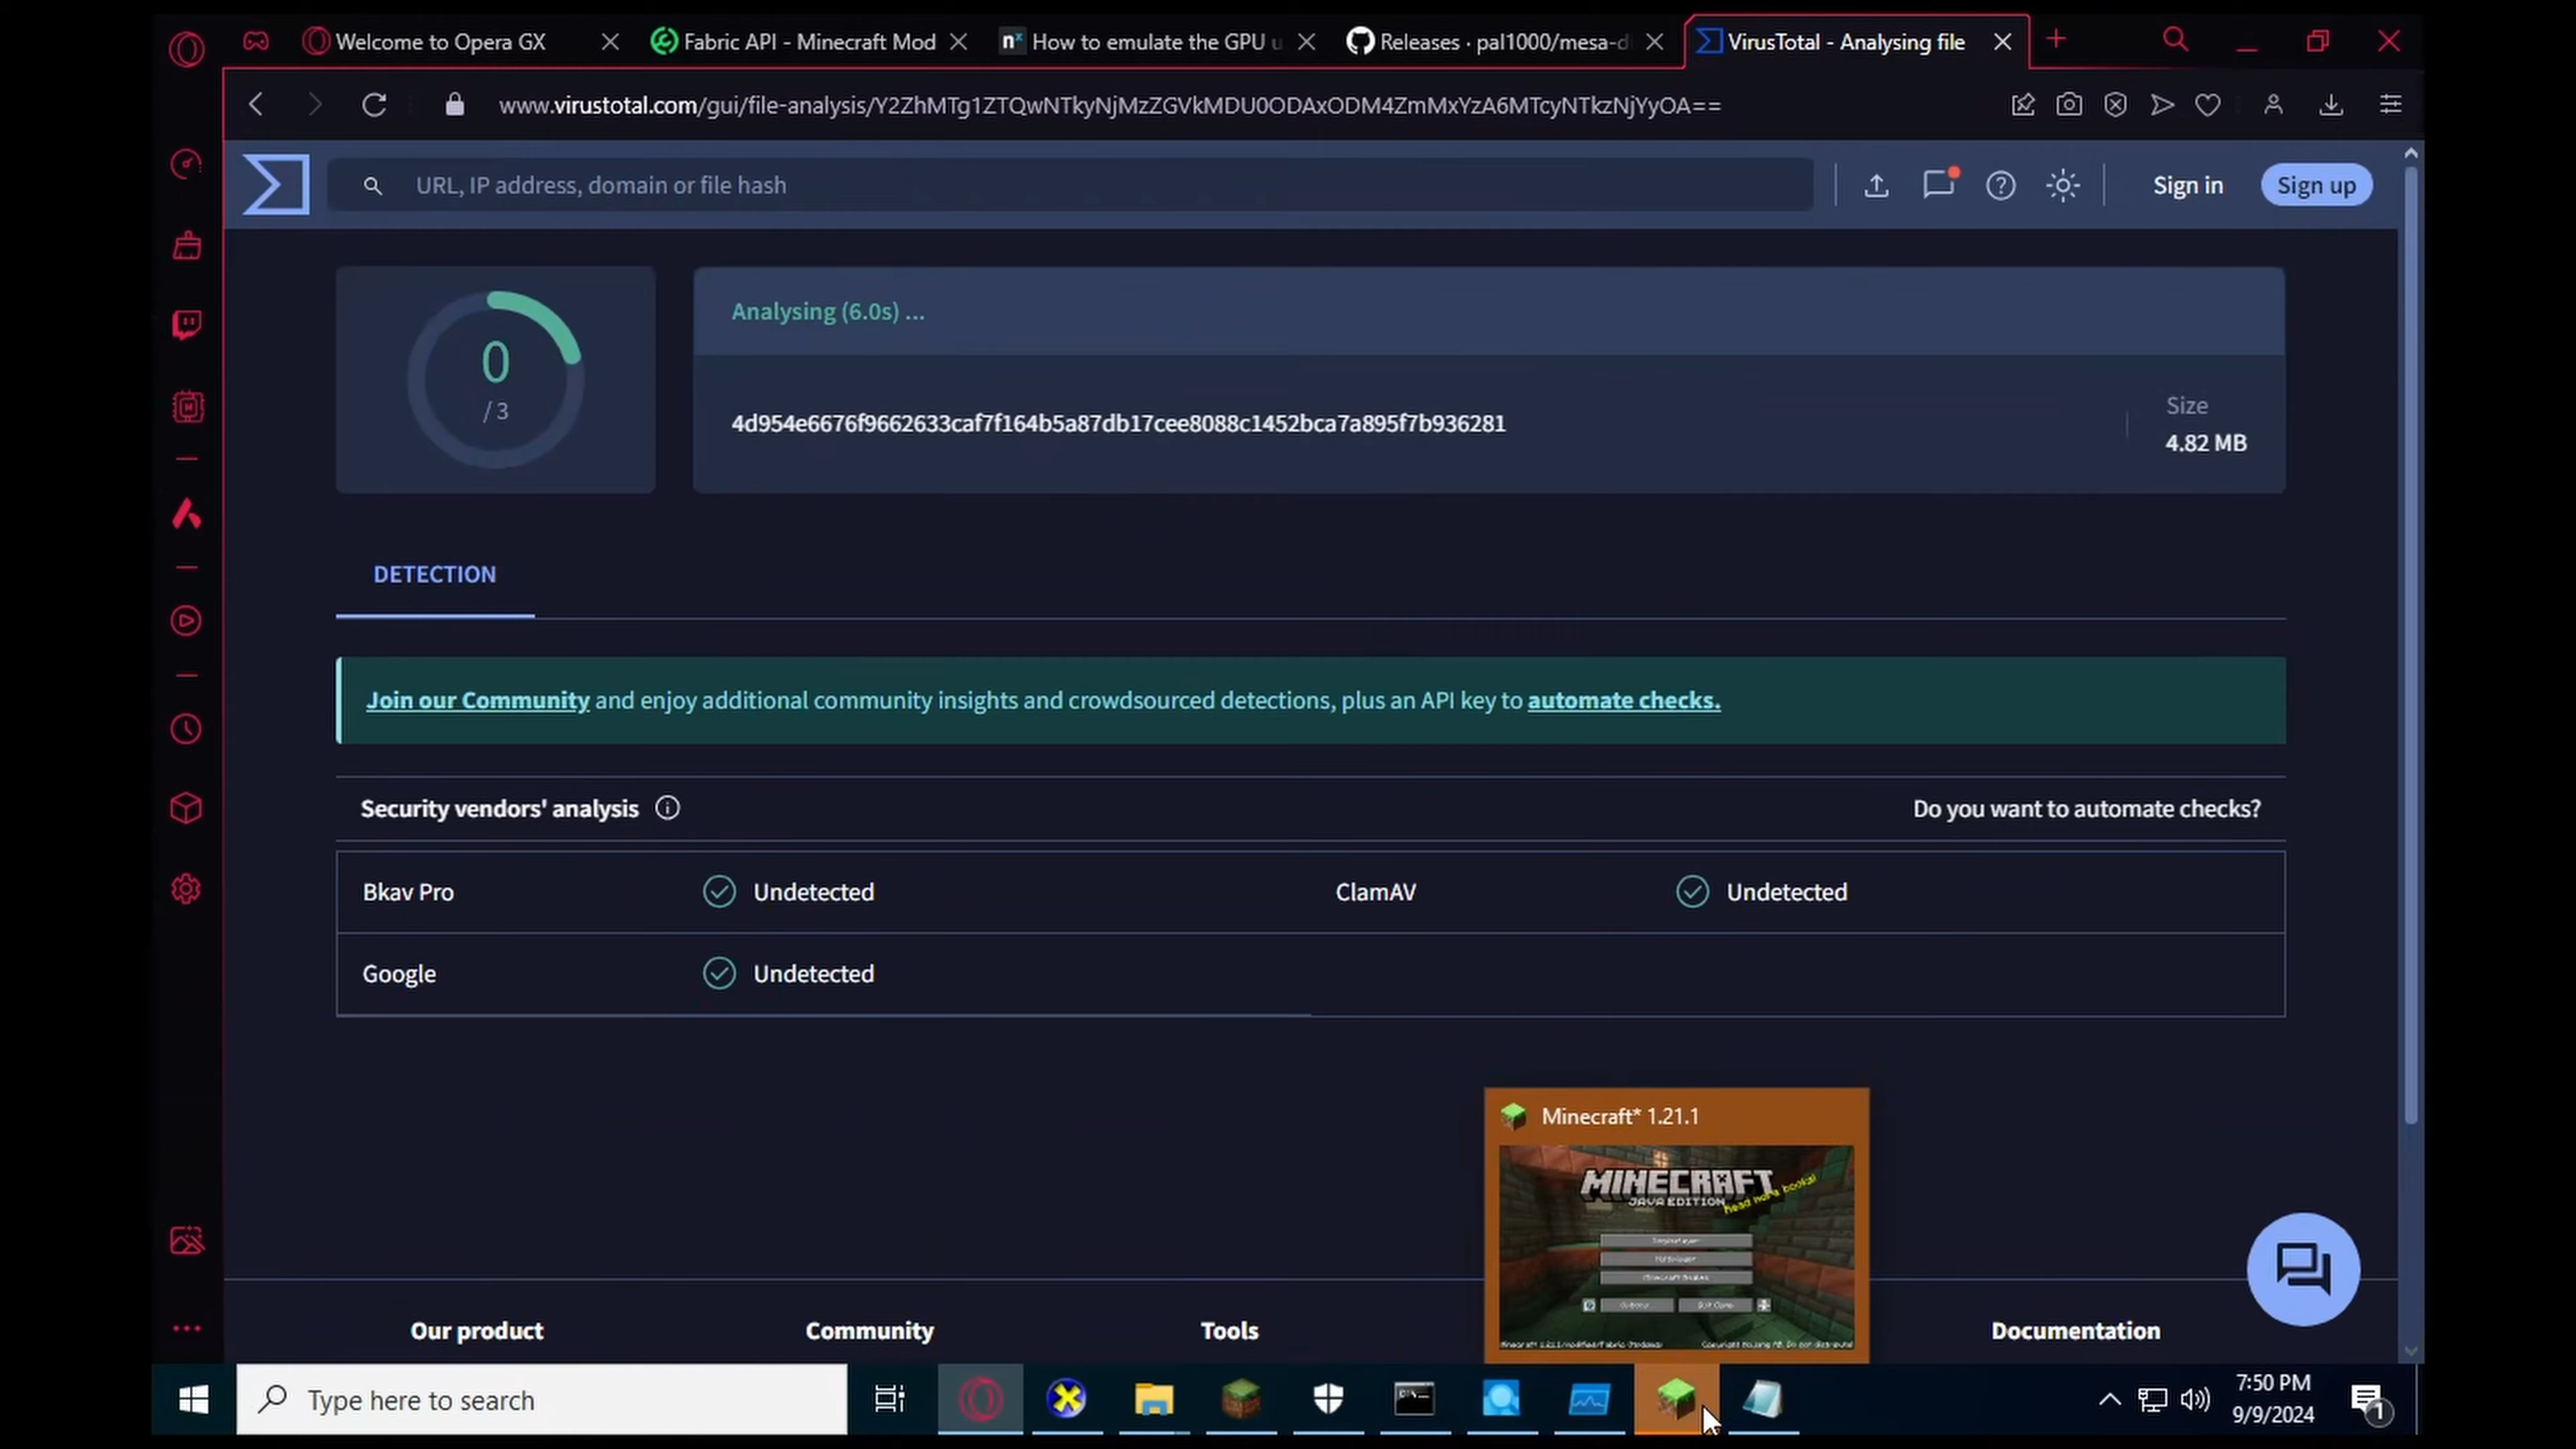 Welcome to Opera GX
Fabric API - Minecraft Mod
How to emulate the GPU u
Releases · pal1000/mesa-di
VirusTotal - Analysing file
www.virustotal.com/gui/file-analysis/Y2ZhMTg1ZTQwNTkyNjMzZGVkMDU0ODAxODM4ZmMxYzA6MTcyNTkzNjYyOA==
URL, IP address, domain or file hash
Sign in
Sign up
0
/ 3
Analysing (6.0s) ...
4d954e6676f9662633caf7f164b5a87db17cee8088c1452bca7a895f7b936281
Size
4.82 MB
DETECTION
Join our Community and enjoy additional community insights and crowdsourced detections, plus an API key to automate checks.
Security vendors' analysis
Do you want to automate checks?
Bkav Pro
Undetected
ClamAV
Undetected
Google
Undetected
Minecraft* 1.21.1
MINECRAFT
JAVA EDITION
Read more books!
Our product
Community
Tools
Documentation
Type here to search
7:50 PM
9/9/2024
1